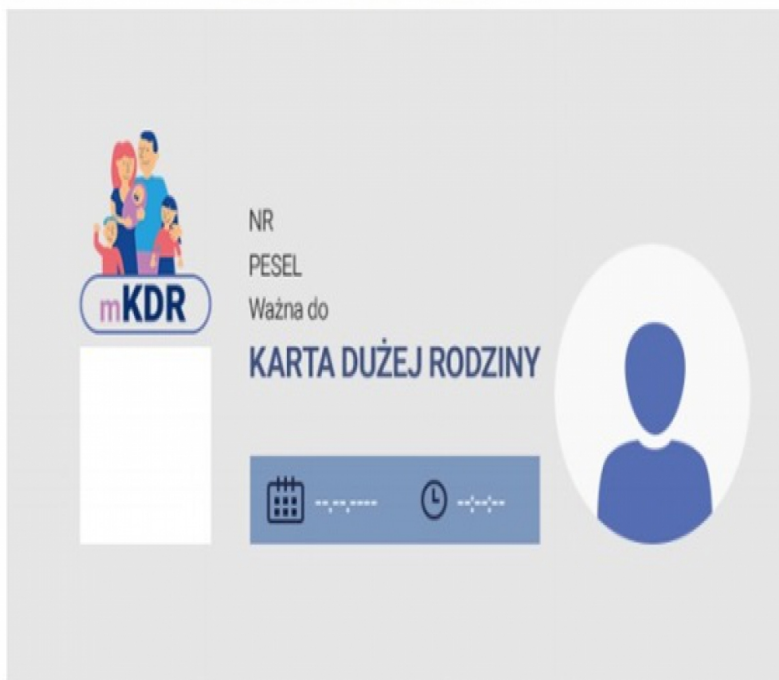 mKDR
NR
PESEL
Ważna do
KARTA DUŻEJ RODZINY
--.--.----
--:--:--